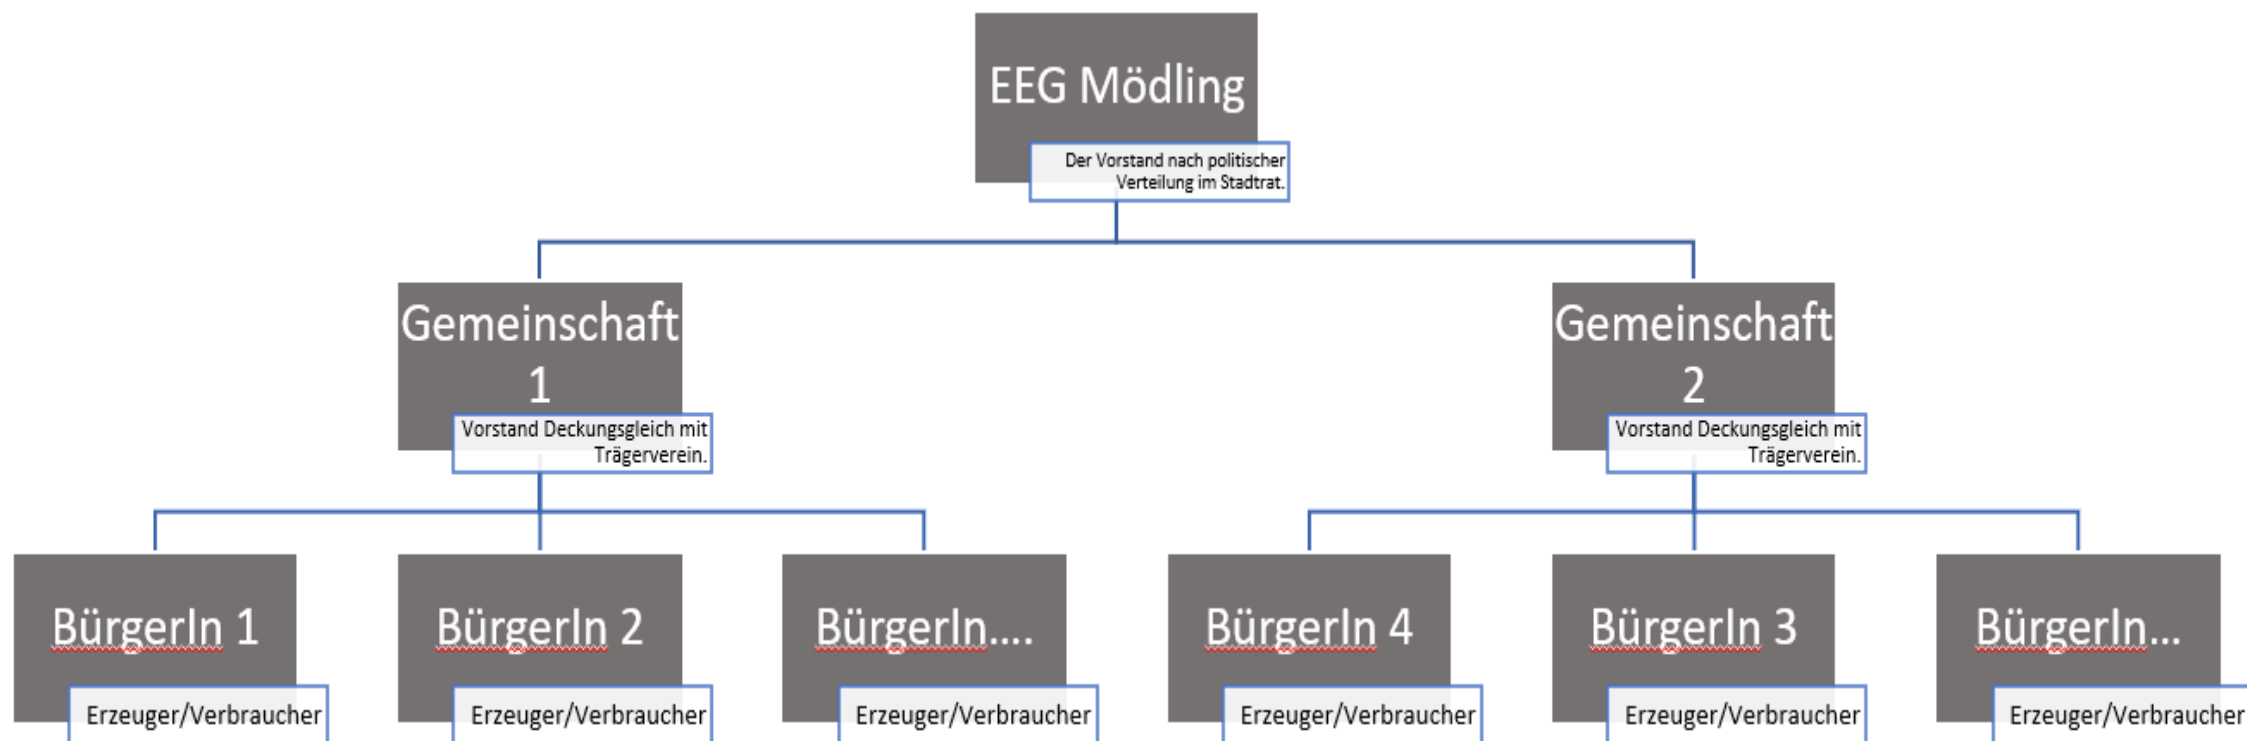 EEG Mödling
Der Vorstand nach politischer
Verteilung im Stadtrat.
Gemeinschaft
1
Vorstand Deckungsgleich mit
Trägerverein.
Gemeinschaft
2
Vorstand Deckungsgleich mit
Trägerverein.
BürgerIn 1
Erzeuger/Verbraucher
BürgerIn 2
Erzeuger/Verbraucher
BürgerIn....
Erzeuger/Verbraucher
BürgerIn 4
Erzeuger/Verbraucher
BürgerIn 3
Erzeuger/Verbraucher
BürgerIn...
Erzeuger/Verbraucher